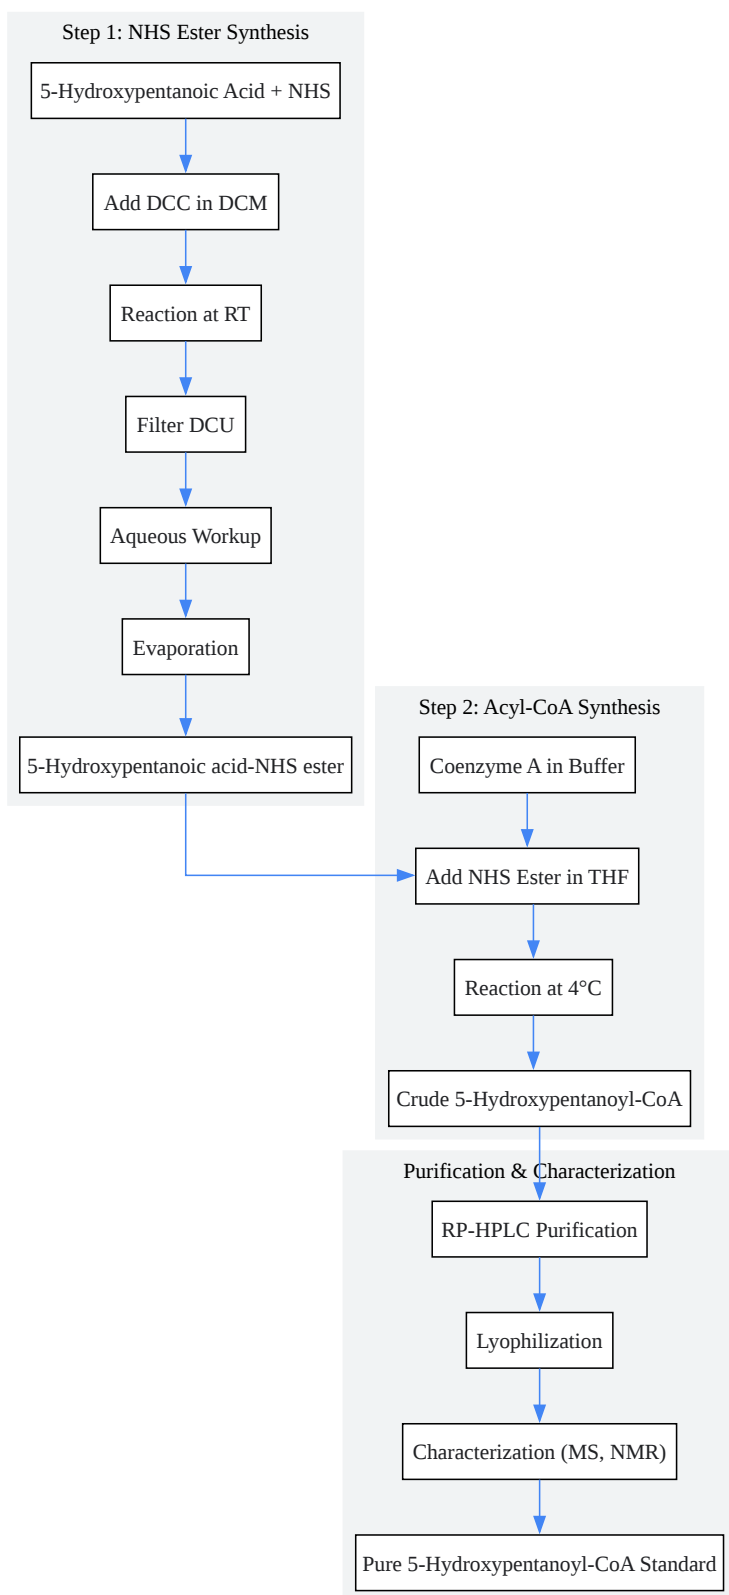 Step 1: NHS Ester Synthesis
5-Hydroxypentanoic Acid + NHS
Add DCC in DCM
Reaction at RT
Filter DCU
Aqueous Workup
Evaporation
5-Hydroxypentanoic acid-NHS ester
Step 2: Acyl-CoA Synthesis
Coenzyme A in Buffer
Add NHS Ester in THF
Reaction at 4°C
Crude 5-Hydroxypentanoyl-CoA
Purification & Characterization
RP-HPLC Purification
Lyophilization
Characterization (MS, NMR)
Pure 5-Hydroxypentanoyl-CoA Standard